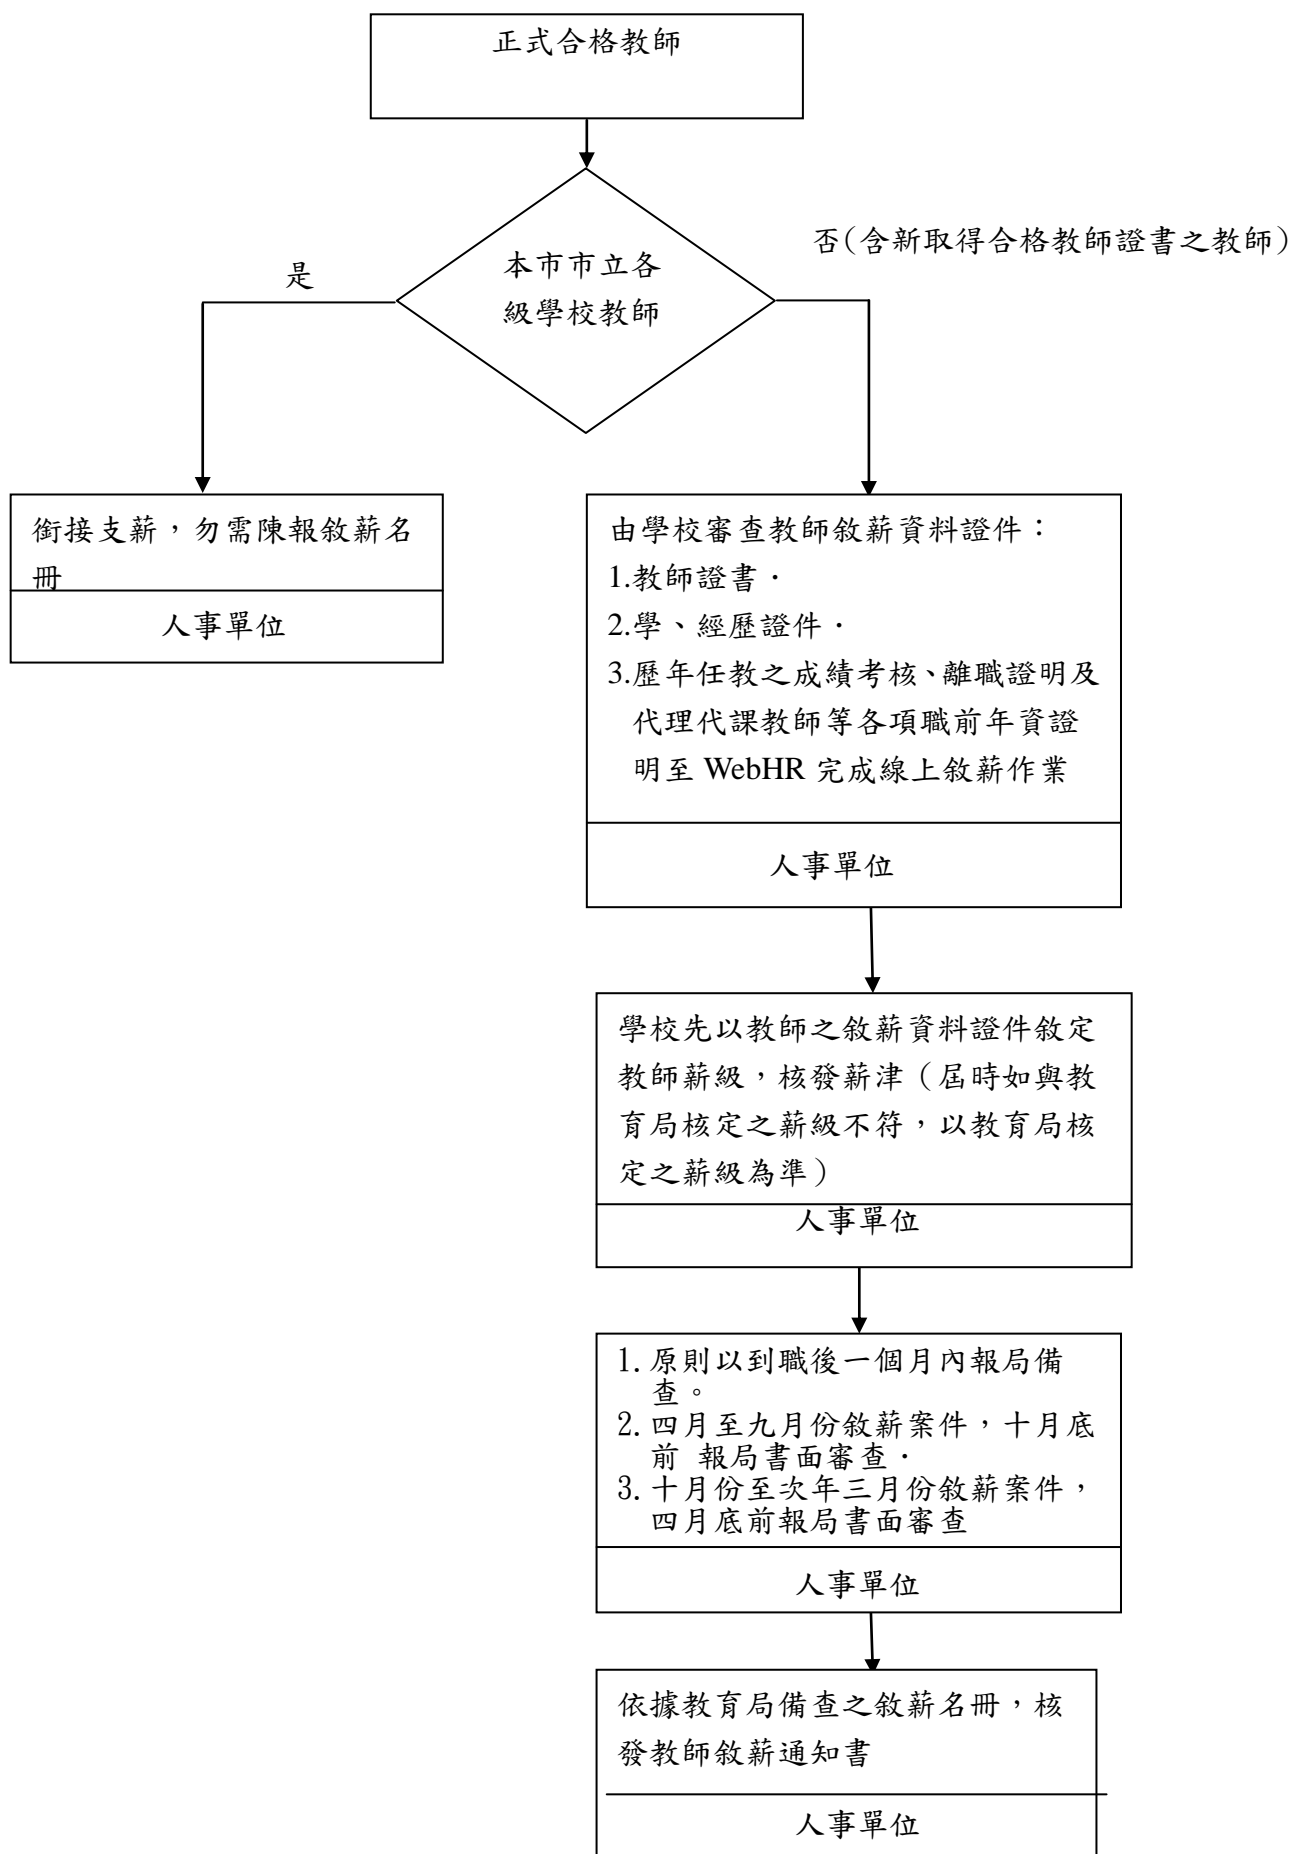 正式合格教師
本市市立各
級學校教師
是
否(含新取得合格教師證書之教師)
銜接支薪，勿需陳報敘薪名
冊
人事單位
由學校審查教師敘薪資料證件：
1.教師證書．
2.學、經歷證件．
3.歷年任教之成績考核、離職證明及
代理代課教師等各項職前年資證
明至 WebHR 完成線上敘薪作業
人事單位
學校先以教師之敘薪資料證件敘定
教師薪級，核發薪津（屆時如與教
育局核定之薪級不符，以教育局核
定之薪級為準）
人事單位
1. 原則以到職後一個月內報局備
查。
2. 四月至九月份敘薪案件，十月底
前 報局書面審查．
3. 十月份至次年三月份敘薪案件，
四月底前報局書面審查
人事單位
依據教育局備查之敘薪名冊，核
發教師敘薪通知書
人事單位